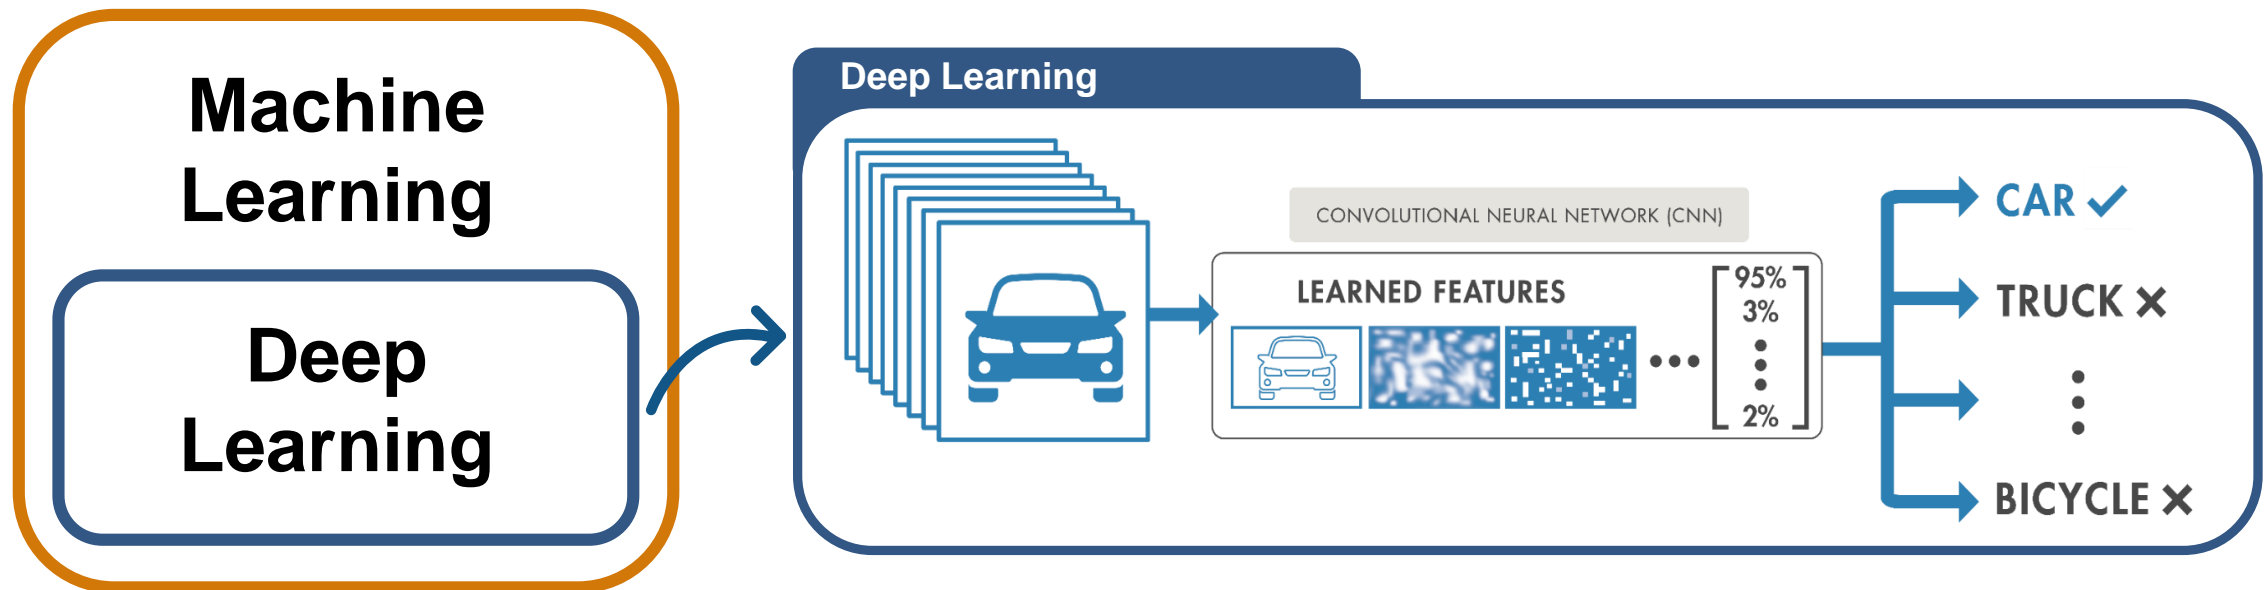 Machine
Learning
Deep
Learning
Deep Learning
CONVOLUTIONAL NEURAL NETWORK (CNN)
LEARNED FEATURES
95%
3%
2%
CAR
TRUCK
BICYCLE